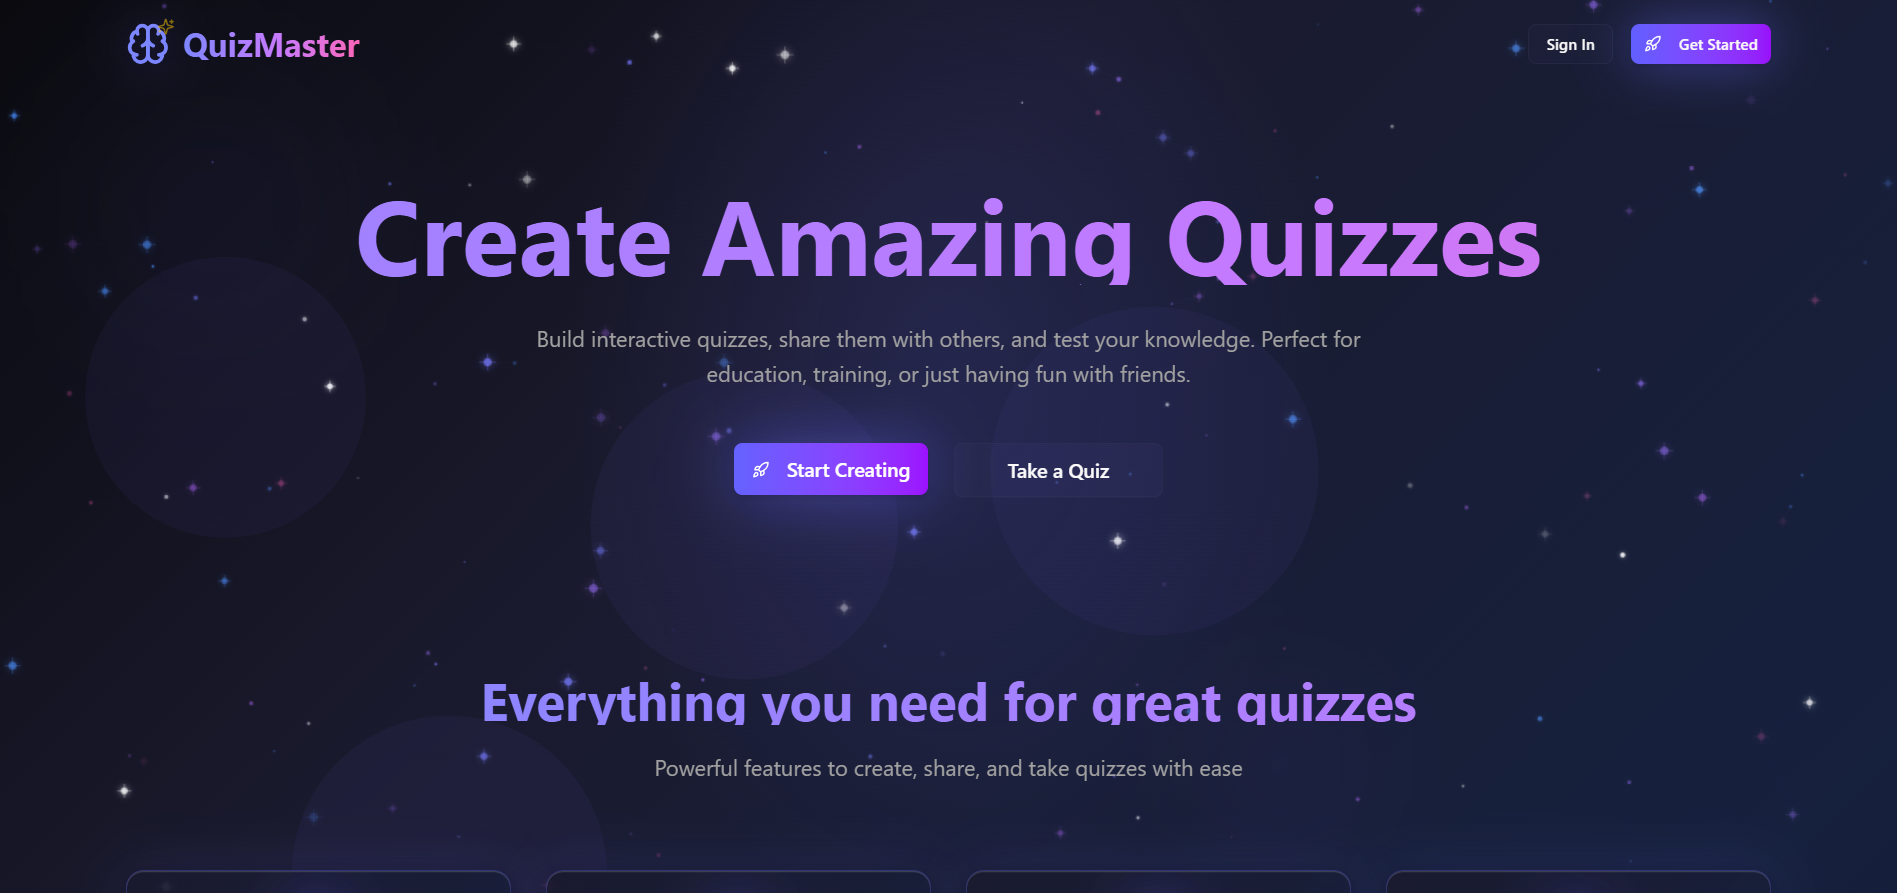 QuizMaster
Sign In
Get Started
Create Amazing Quizzes
Build interactive quizzes, share them with others, and test your knowledge. Perfect for
education, training, or just having fun with friends.
Start Creating
Take a Quiz
Everything you need for great quizzes
Powerful features to create, share, and take quizzes with ease